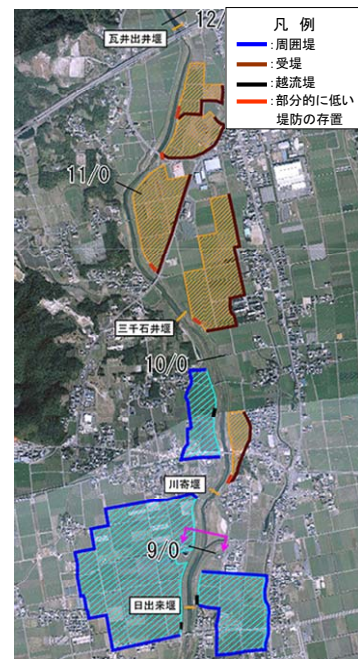 12/
瓦井出井堰
凡 例
:周囲堤
:受堤
:越流堤
:部分的に低い
堤防の存置
11/0
三千石井堰
10/0
川寄堰
9/0
日出来堰